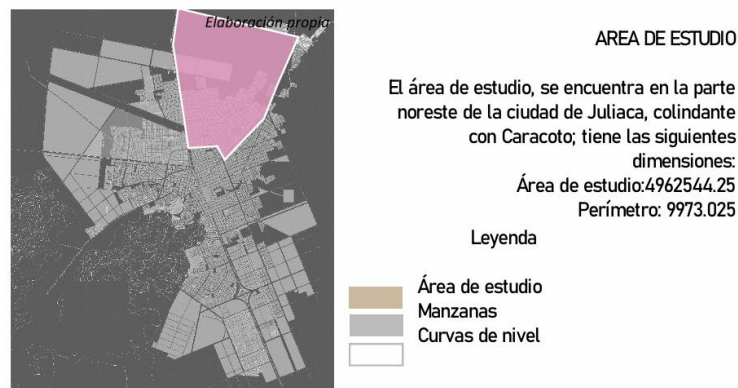 Elaboración propia
AREA DE ESTUDIO
El área de estudio, se encuentra en la parte
noreste de la ciudad de Juliaca, colindante
con Caracoto; tiene las siguientes
dimensiones:
Área de estudio:4962544.25
Perímetro: 9973.025
Leyenda
Área de estudio
Manzanas
Curvas de nivel